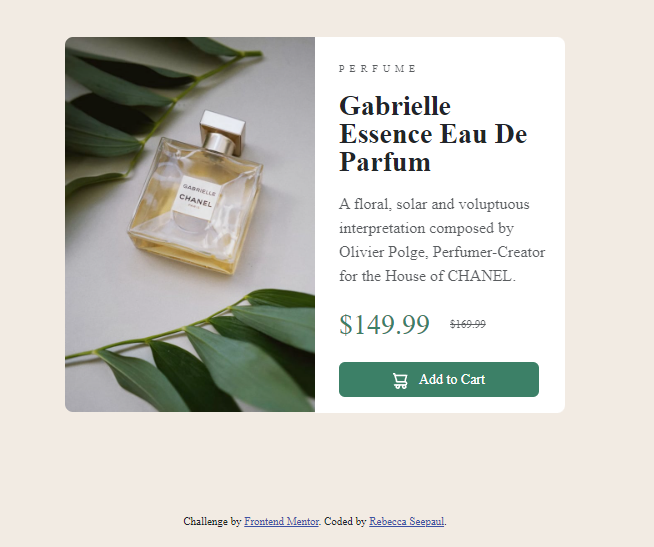 GABRIELLE
CHANEL
PARIS
PERFUME
Gabrielle
Essence Eau De
Parfum
A floral, solar and voluptuous
interpretation composed by
Olivier Polge, Perfumer-Creator
for the House of CHANEL.
$149.99 $169.99
Add to Cart
Challenge by Frontend Mentor. Coded by Rebecca Seepaul.